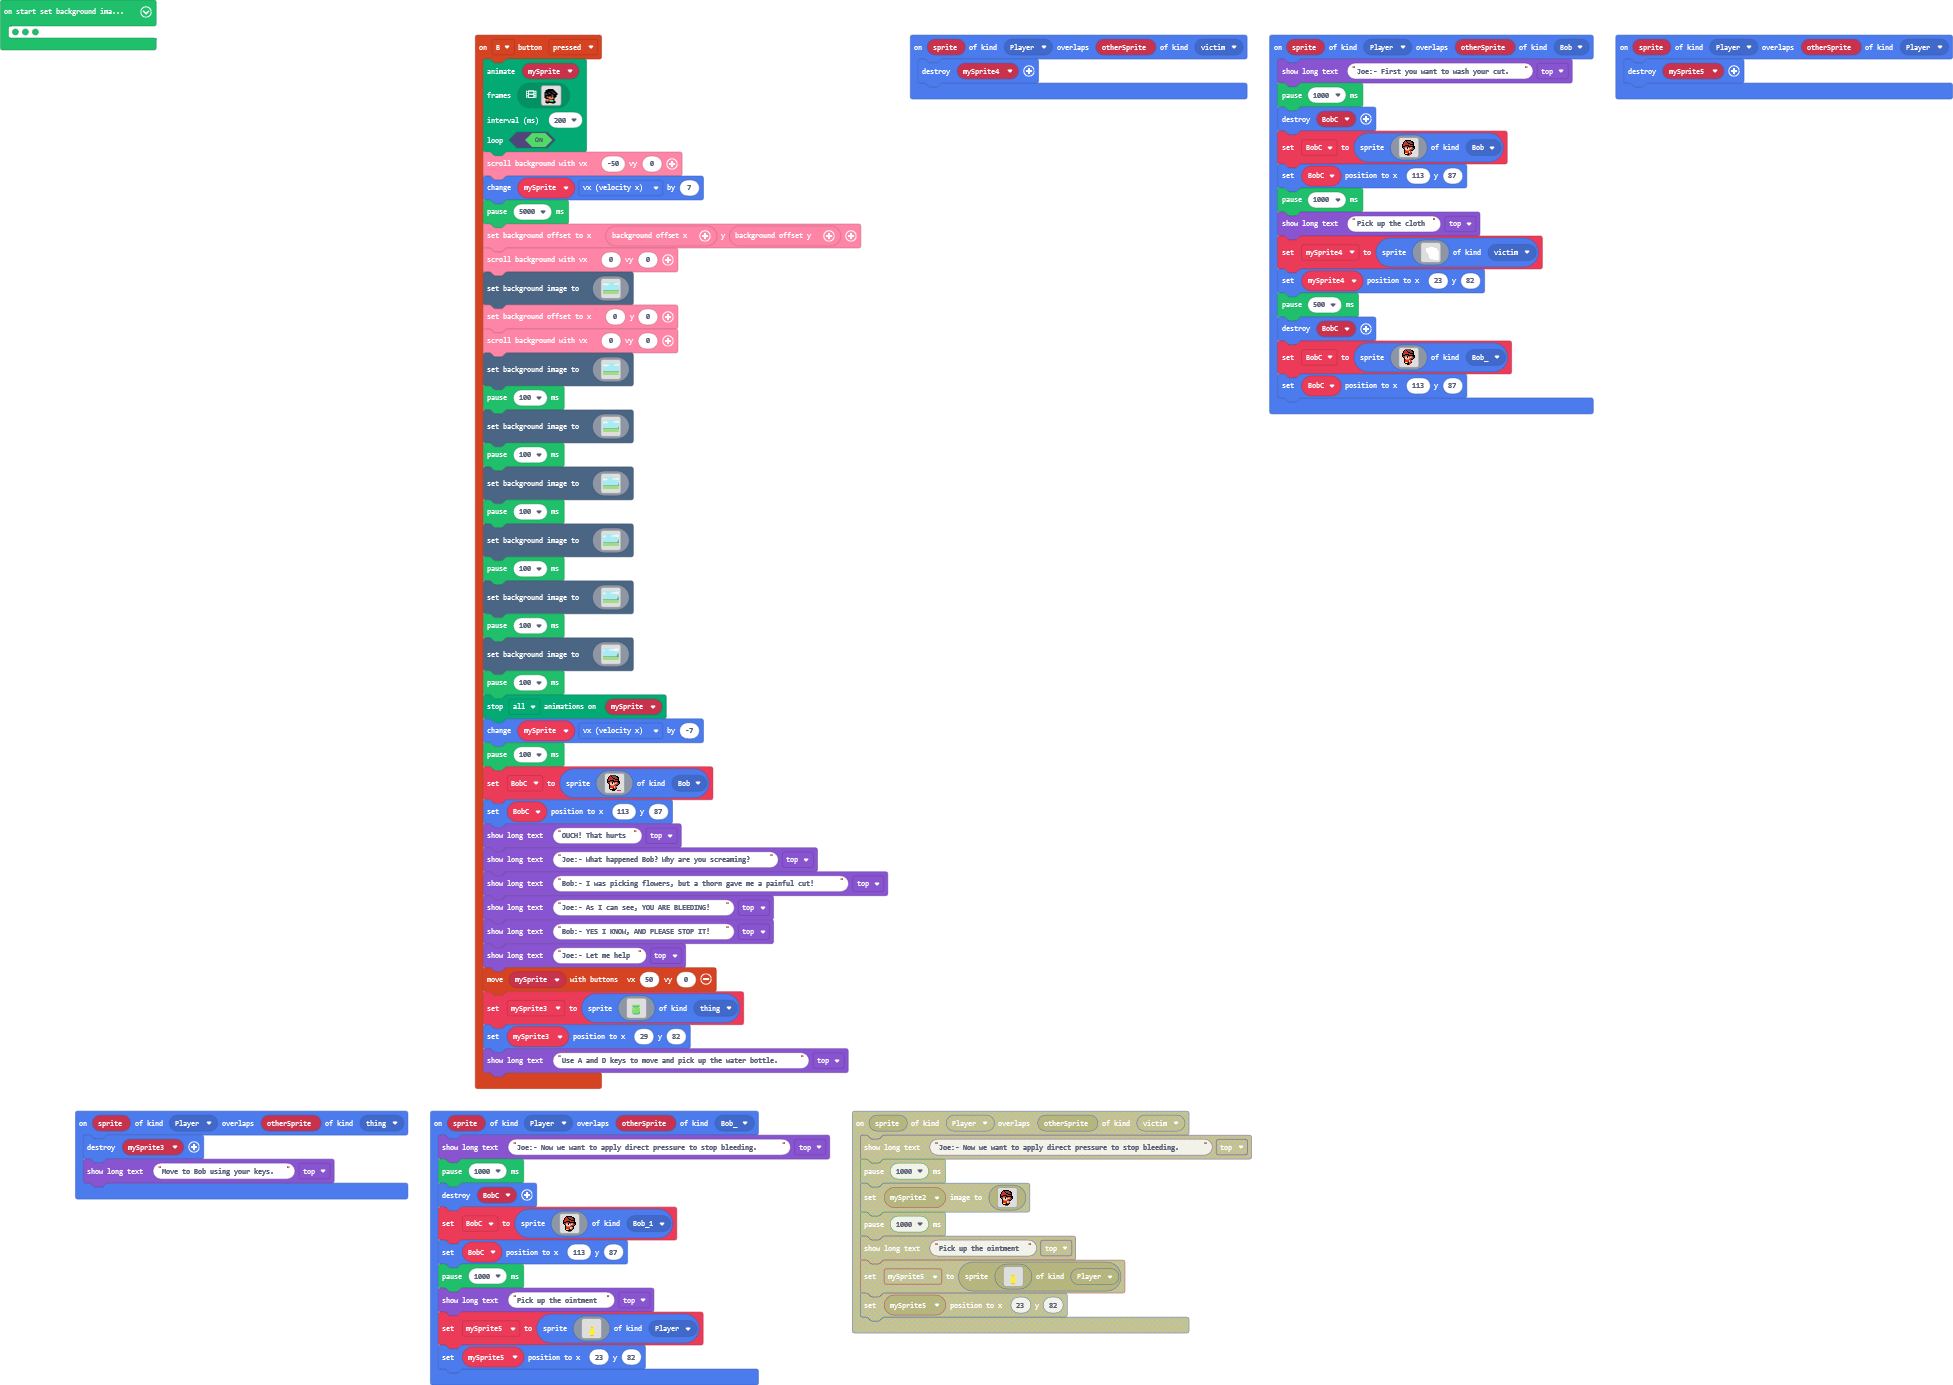 on start set background ima...
on B button pressed
animate mySprite
frames
interval (ms) 200
loop On
scroll background with vx -50 vy 0
change mySprite vx (velocity x) by 7
pause 5000 ms
set background offset to x background offset x y background offset y
scroll background with vx 0 vy 0
set background image to
set background offset to x 0 y 0
scroll background with vx 0 vy 0
set background image to
pause 100 ms
set background image to
pause 100 ms
set background image to
pause 100 ms
set background image to
pause 100 ms
set background image to
pause 100 ms
set background image to
pause 100 ms
stop all animations on mySprite
change mySprite vx (velocity x) by -7
pause 100 ms
set BobC to sprite of kind Bob
set BobC position to x 113 y 87
show long text "OUCH! That hurts " top
show long text "Joe:- What happened Bob? Why are you screaming? " top
show long text "Bob:- I was picking flowers, but a thorn gave me a painful cut! " top
show long text "Joe:- As I can see, YOU ARE BLEEDING! " top
show long text "Bob:- YES I KNOW, AND PLEASE STOP IT! " top
show long text "Joe:- Let me help " top
move mySprite with buttons vx 50 vy 0
set mySprite3 to sprite of kind thing
set mySprite3 position to x 29 y 82
show long text "Use A and D keys to move and pick up the water bottle. " top
on sprite of kind Player overlaps otherSprite of kind victim
destroy mySprite4
on sprite of kind Player overlaps otherSprite of kind Bob
show long text "Joe:- First you want to wash your cut. " top
pause 1000 ms
destroy BobC
set BobC to sprite of kind Bob
set BobC position to x 113 y 87
pause 1000 ms
show long text "Pick up the cloth " top
set mySprite4 to sprite of kind victim
set mySprite4 position to x 23 y 82
pause 500 ms
destroy BobC
set BobC to sprite of kind Bob_
set BobC position to x 113 y 87
on sprite of kind Player overlaps otherSprite of kind Player
destroy mySprite5
on sprite of kind Player overlaps otherSprite of kind thing
destroy mySprite3
show long text "Move to Bob using your keys. " top
on sprite of kind Player overlaps otherSprite of kind Bob_
show long text "Joe:- Now we want to apply direct pressure to stop bleeding. " top
pause 1000 ms
destroy BobC
set BobC to sprite of kind Bob_1
set BobC position to x 113 y 87
pause 1000 ms
show long text "Pick up the ointment " top
set mySprite5 to sprite of kind Player
set mySprite5 position to x 23 y 82
on sprite of kind Player overlaps otherSprite of kind victim
show long text "Joe:- Now we want to apply direct pressure to stop bleeding. " top
pause 1000 ms
set mySprite2 image to
pause 1000 ms
show long text "Pick up the ointment " top
set mySprite5 to sprite of kind Player
set mySprite5 position to x 23 y 82